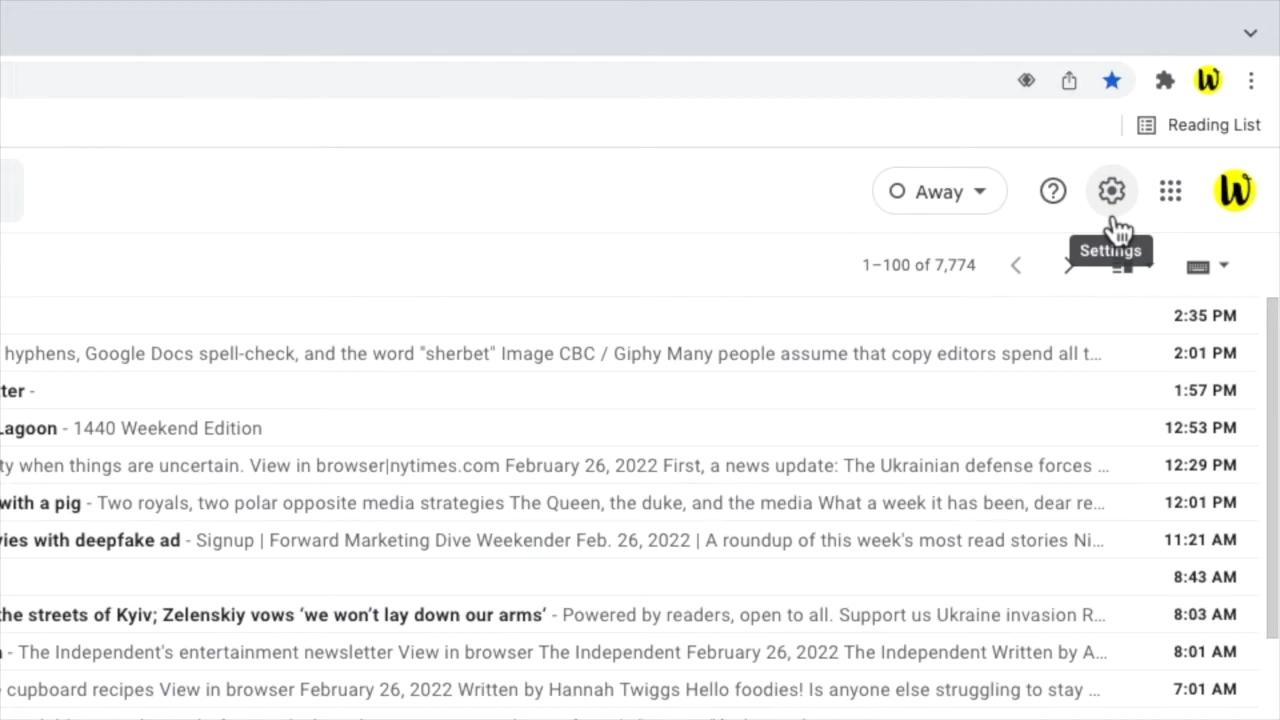 W
Reading List
Away
W
Settings
1–100 of 7,774
2:35 PM
hyphens, Google Docs spell-check, and the word "sherbet" Image CBC / Giphy Many people assume that copy editors spend all t... 2:01 PM
ter - 1:57 PM
Lagoon - 1440 Weekend Edition 12:53 PM
ty when things are uncertain. View in browser|nytimes.com February 26, 2022 First, a news update: The Ukrainian defense forces ... 12:29 PM
with a pig - Two royals, two polar opposite media strategies The Queen, the duke, and the media What a week it has been, dear re... 12:01 PM
vies with deepfake ad - Signup | Forward Marketing Dive Weekender Feb. 26, 2022 | A roundup of this week's most read stories Ni... 11:21 AM
8:43 AM
the streets of Kyiv; Zelenskiy vows ‘we won’t lay down our arms’ - Powered by readers, open to all. Support us Ukraine invasion R... 8:03 AM
- The Independent's entertainment newsletter View in browser The Independent February 26, 2022 The Independent Written by A... 8:01 AM
cupboard recipes View in browser February 26, 2022 Written by Hannah Twiggs Hello foodies! Is anyone else struggling to stay ... 7:01 AM